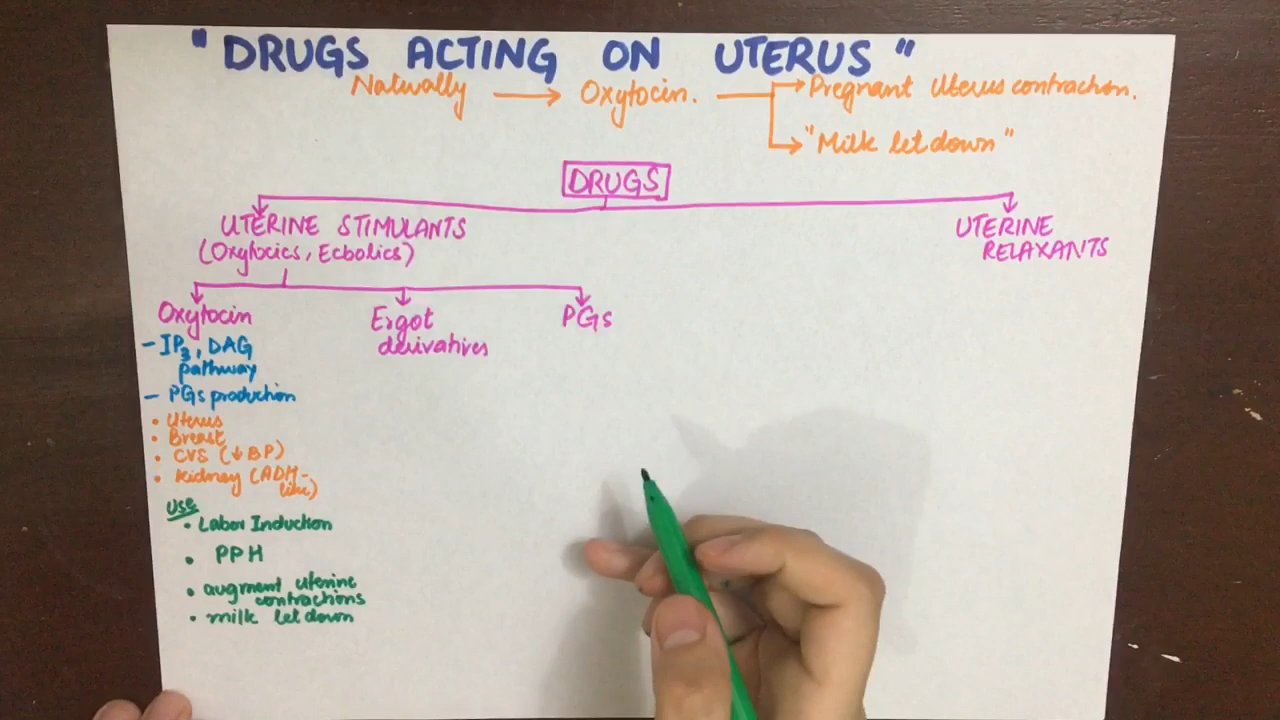 "DRUGS ACTING ON UTERUS"
Naturally → Oxytocin. → Pregnant Uterus contraction.
→ "Milk let down"
DRUGS
UTERINE STIMULANTS
(Oxytocics, Ecbolics)
UTERINE
RELAXANTS
Oxytocin
- IP3, DAG
pathway
- PGs production
• Uterus
• Breast
• CVS (↓ BP)
• Kidney (ADH-
like)
Use
• Labor Induction
• PPH
• augment uterine
contractions
• milk let down
Ergot
derivatives
PGs